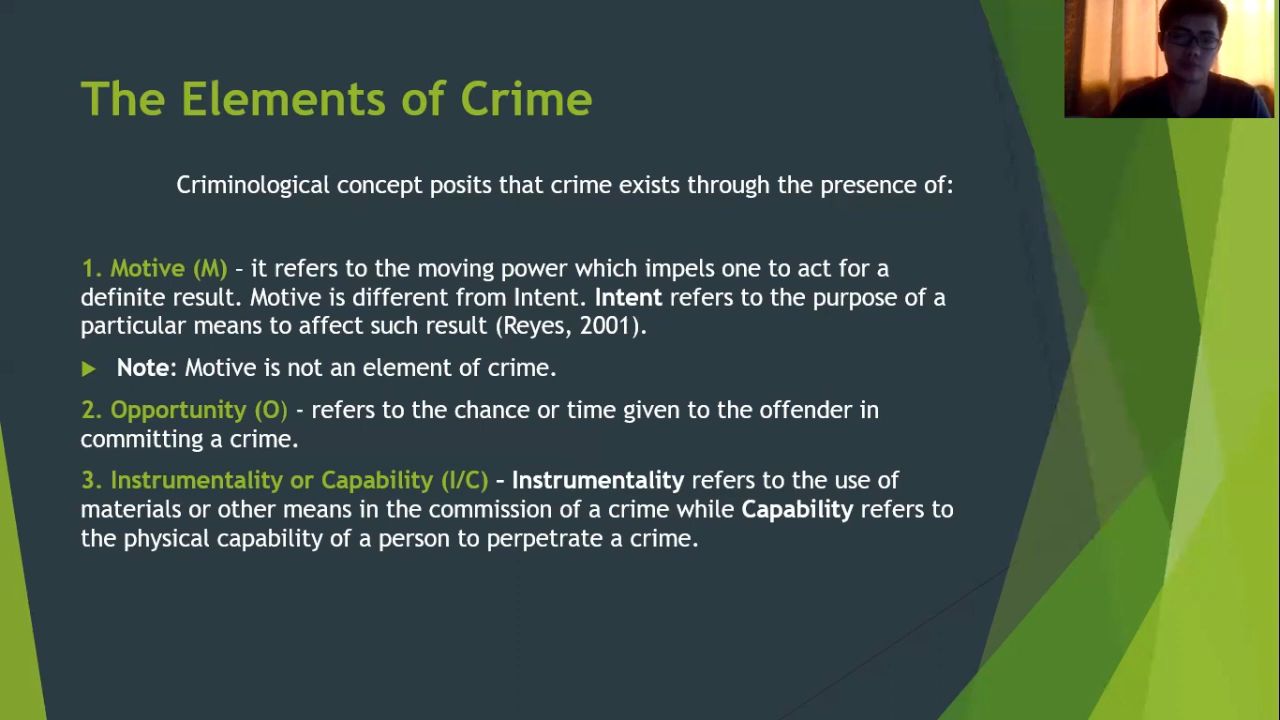 The Elements of Crime
Criminological concept posits that crime exists through the presence of:
1. Motive (M) – it refers to the moving power which impels one to act for a
definite result. Motive is different from Intent. Intent refers to the purpose of a
particular means to affect such result (Reyes, 2001).
Note: Motive is not an element of crime.
2. Opportunity (O) - refers to the chance or time given to the offender in
committing a crime.
3. Instrumentality or Capability (I/C) – Instrumentality refers to the use of
materials or other means in the commission of a crime while Capability refers to
the physical capability of a person to perpetrate a crime.